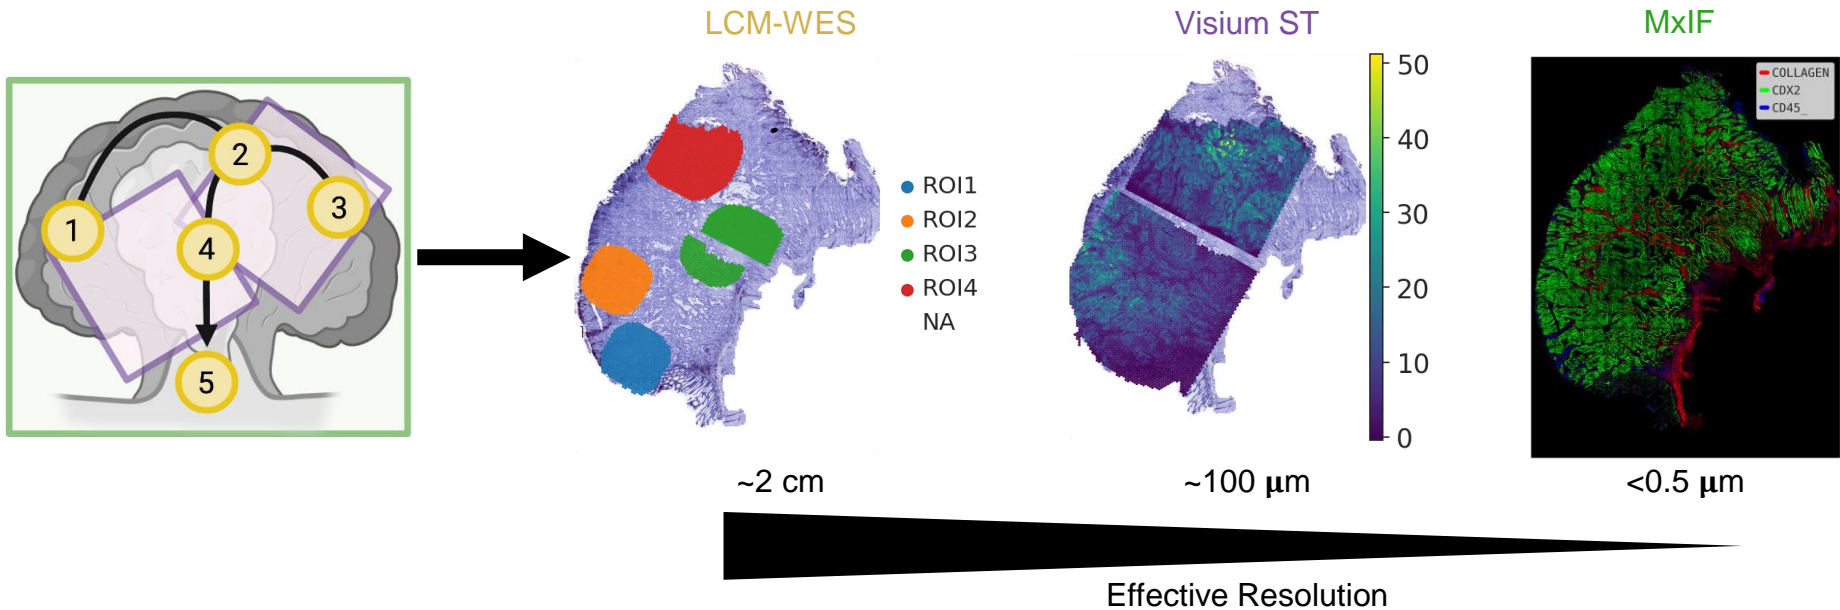 LCM-WES
Visium ST
MxIF
1
2
3
4
5
ROI1
ROI2
ROI3
ROI4
NA
50
40
30
20
10
0
COLLAGEN
CDX2
CD45_
~2 cm
~100 μm
<0.5 μm
Effective Resolution